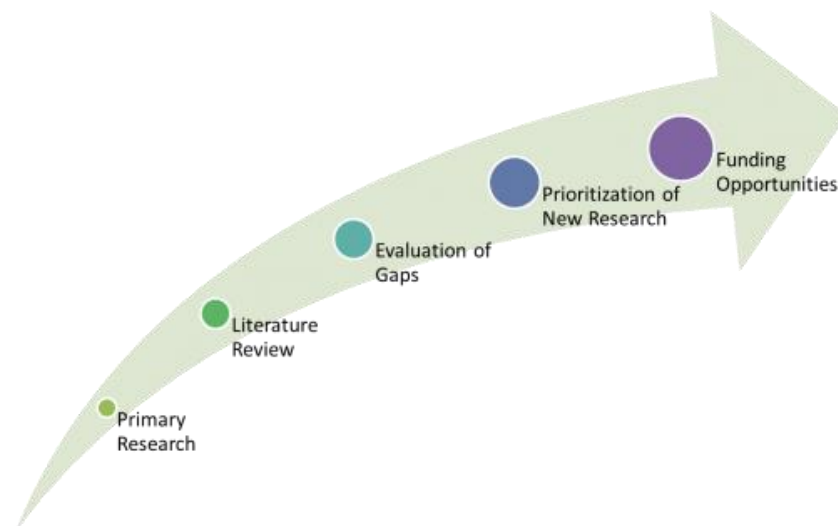 Funding
Opportunities
Prioritization of
New Research
Evaluation of
Gaps
Literature
Review
Primary
Research